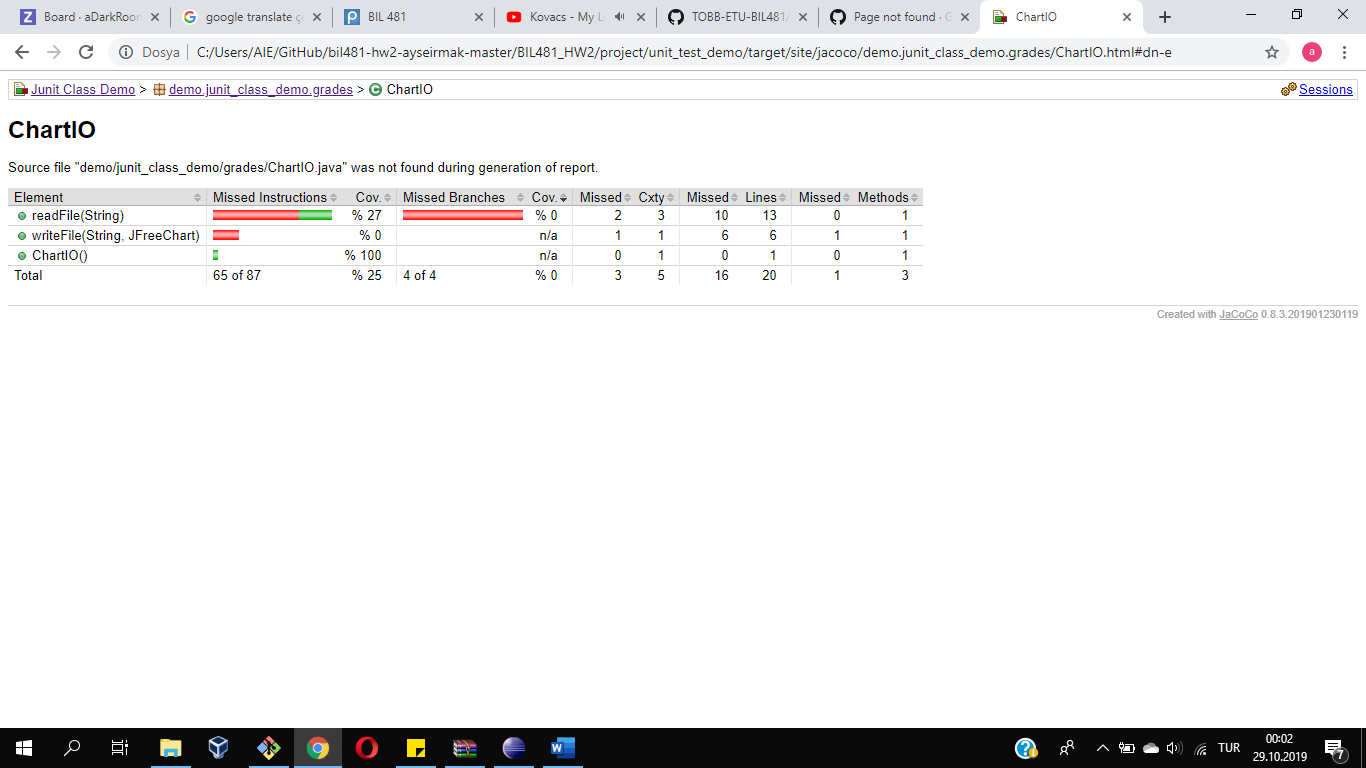 Board · aDarkRoon
google translate ç
BIL 481
Kovacs - My L
TOBB-ETU-BIL481/
Page not found · G
ChartIO
Dosya
C:/Users/AIE/GitHub/bil481-hw2-ayseirmak-master/BIL481_HW2/project/unit_test_demo/target/site/jacoco/demo.junit_class_demo.grades/ChartIO.html#dn-e
a
Junit Class Demo > demo.junit_class_demo.grades > ChartIO
Sessions
ChartIO
Source file "demo/junit_class_demo/grades/ChartIO.java" was not found during generation of report.
Element Missed Instructions Cov. Missed Branches Cov. Missed Cxty Missed Lines Missed Methods
readFile(String) % 27 % 0 2 3 10 13 0 1
writeFile(String, JFreeChart) % 0 n/a 1 1 6 6 1 1
ChartIO() % 100 n/a 0 1 0 1 0 1
Total 65 of 87 % 25 4 of 4 % 0 3 5 16 20 1 3
Created with JaCoCo 0.8.3.201901230119
TUR
00:02
29.10.2019
7